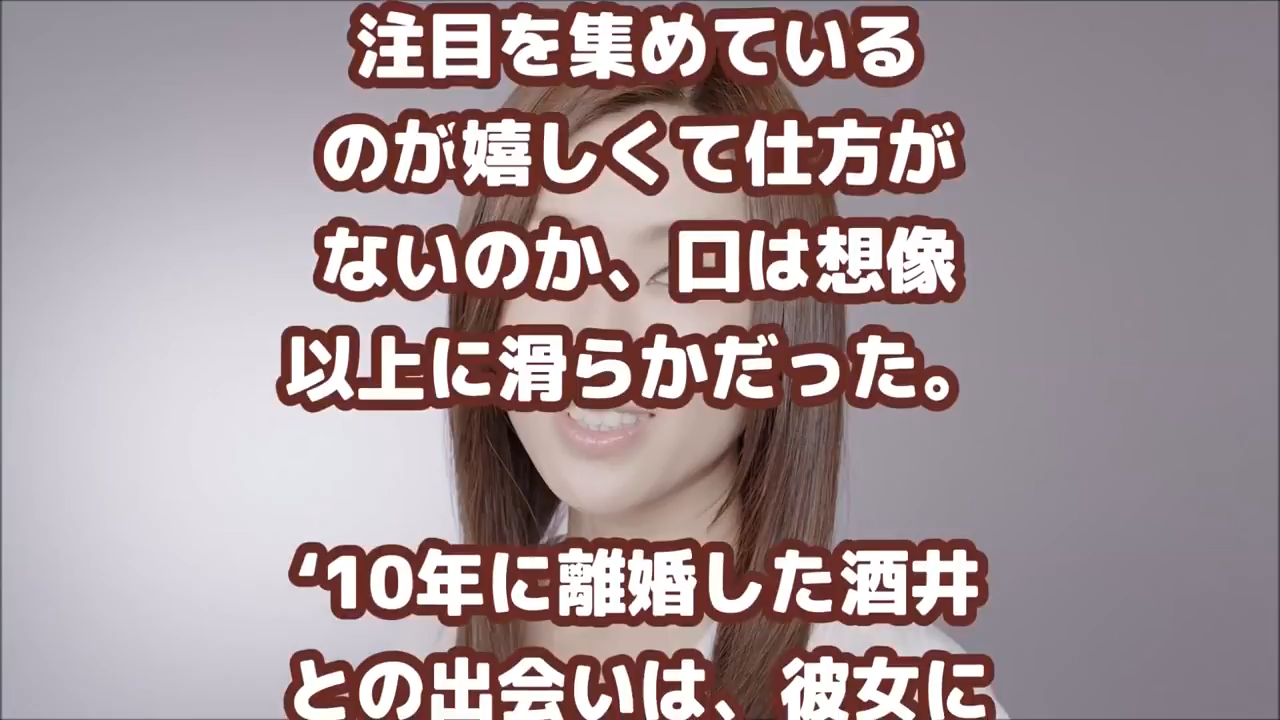 注目を集めている
のが嬉しくて仕方が
ないのか、口は想像
以上に滑らかだった。
‘10年に離婚した酒井
との出会いは、彼女に